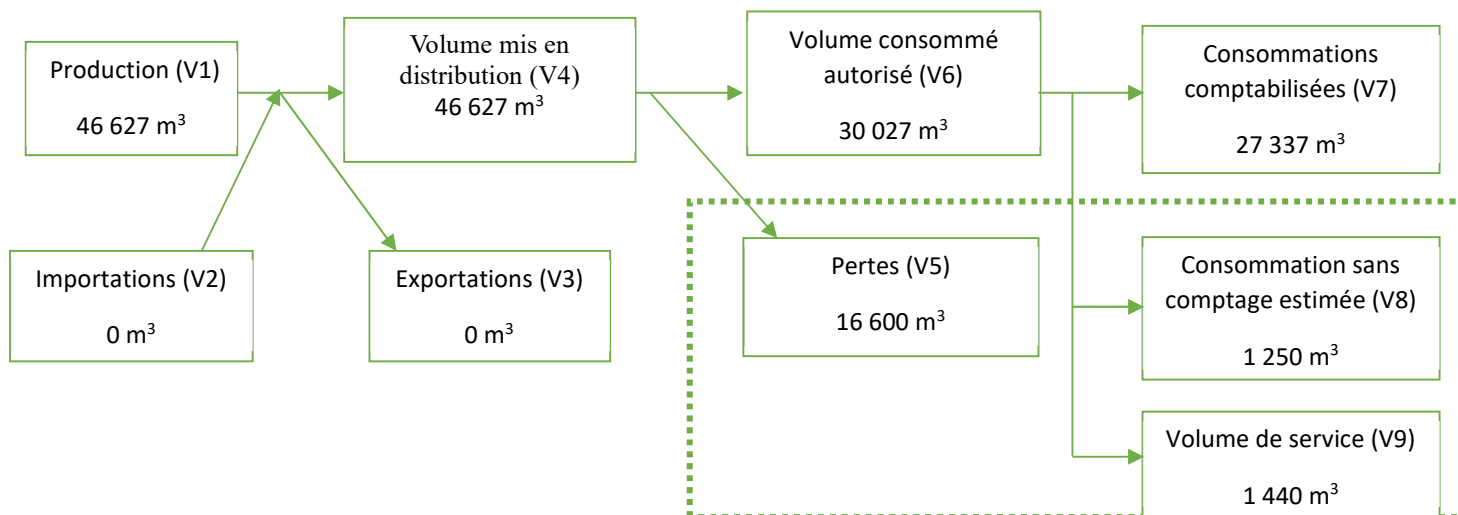 Production (V1)
46 627 m³
Volume mis en
distribution (V4)
46 627 m³
Volume consommé
autorisé (V6)
30 027 m³
Consommations
comptabilisées (V7)
27 337 m³
Importations (V2)
0 m³
Exportations (V3)
0 m³
Pertes (V5)
16 600 m³
Consommation sans
comptage estimée (V8)
1 250 m³
Volume de service (V9)
1 440 m³